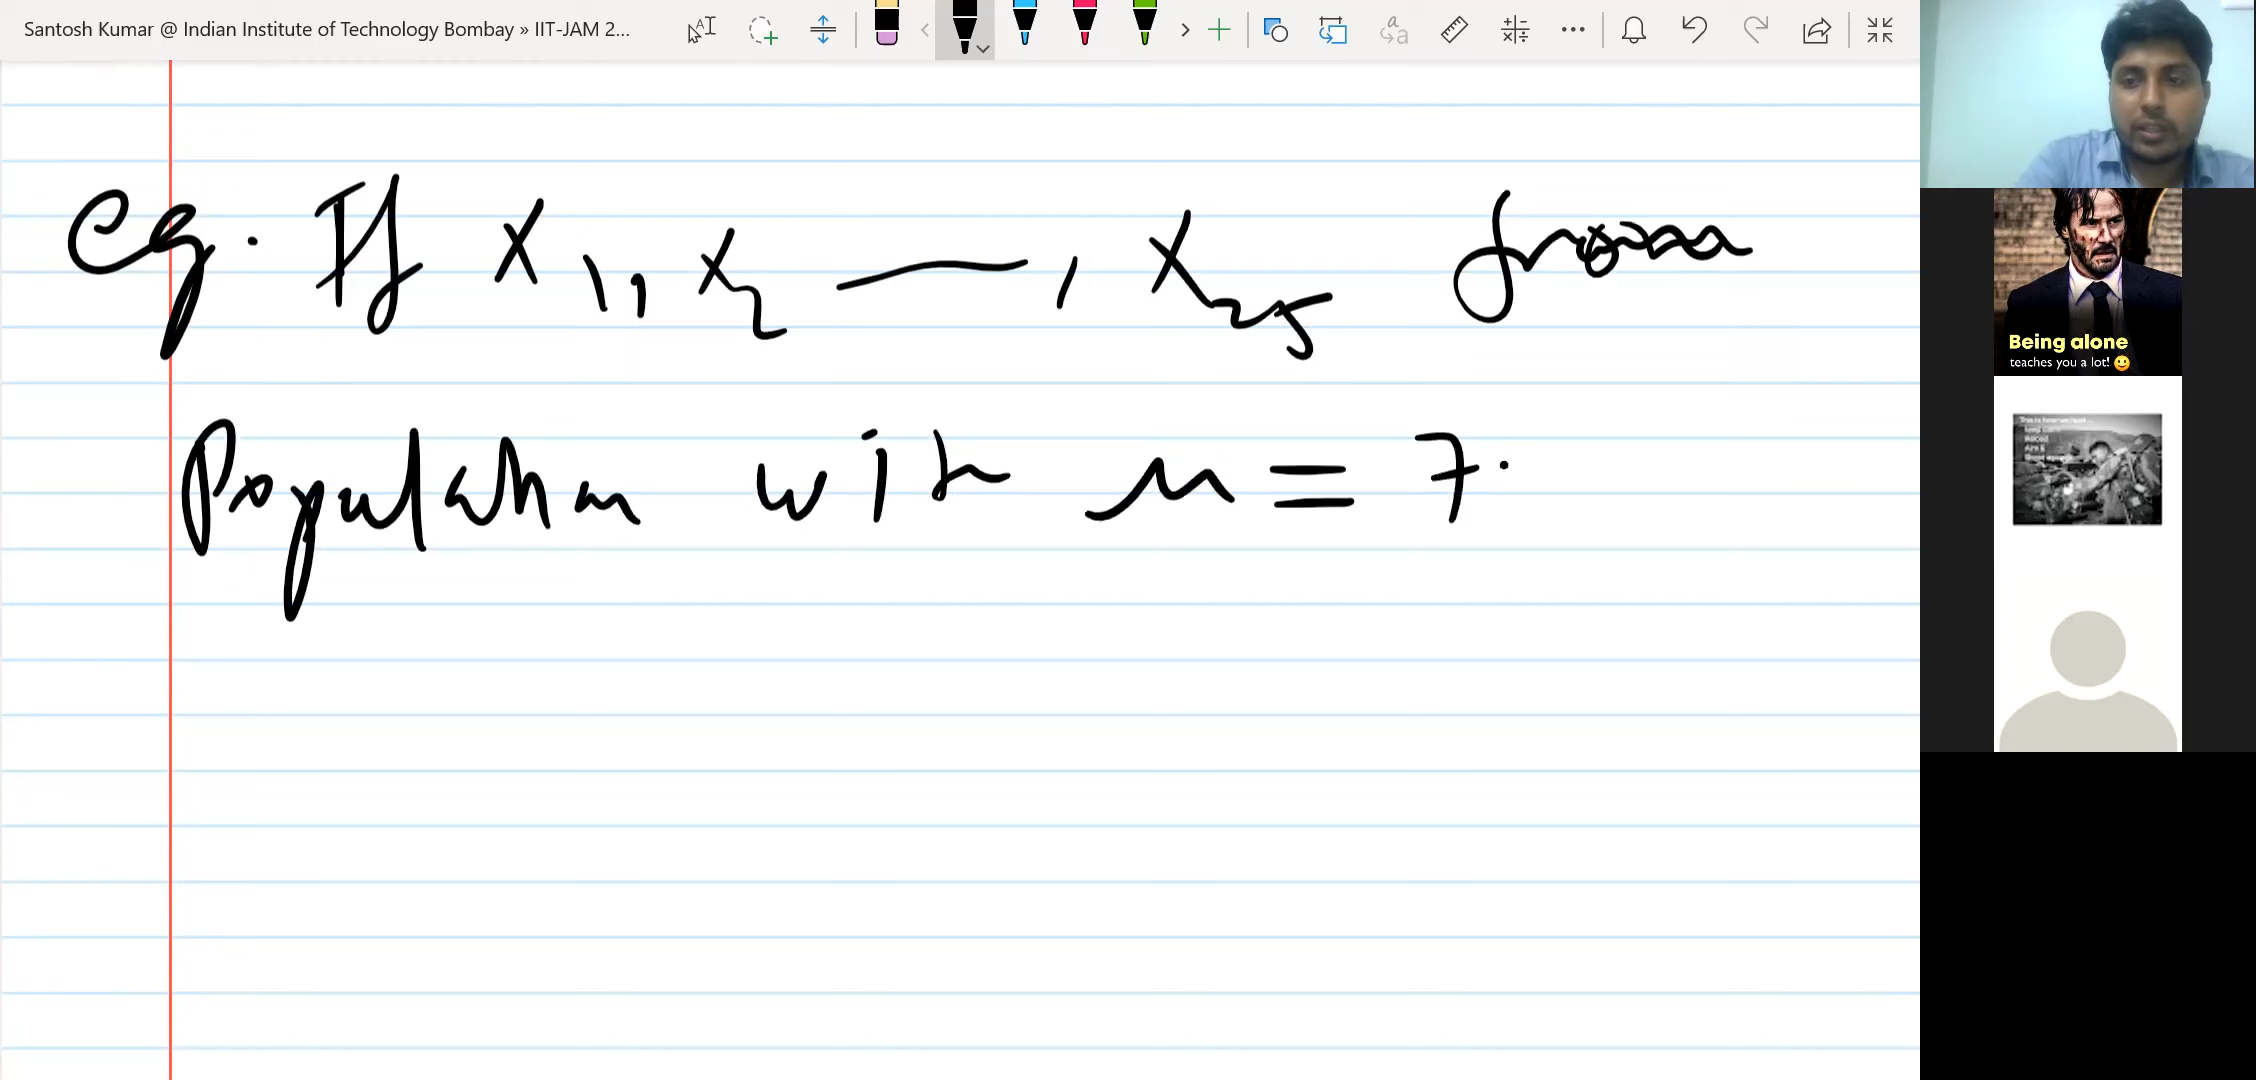 Santosh Kumar @ Indian Institute of Technology Bombay » IIT-JAM 2...
eg. If X₁, X₂ —, X₂₅ from a
Population with μ = 7.
Being alone
teaches you a lot! 🙂